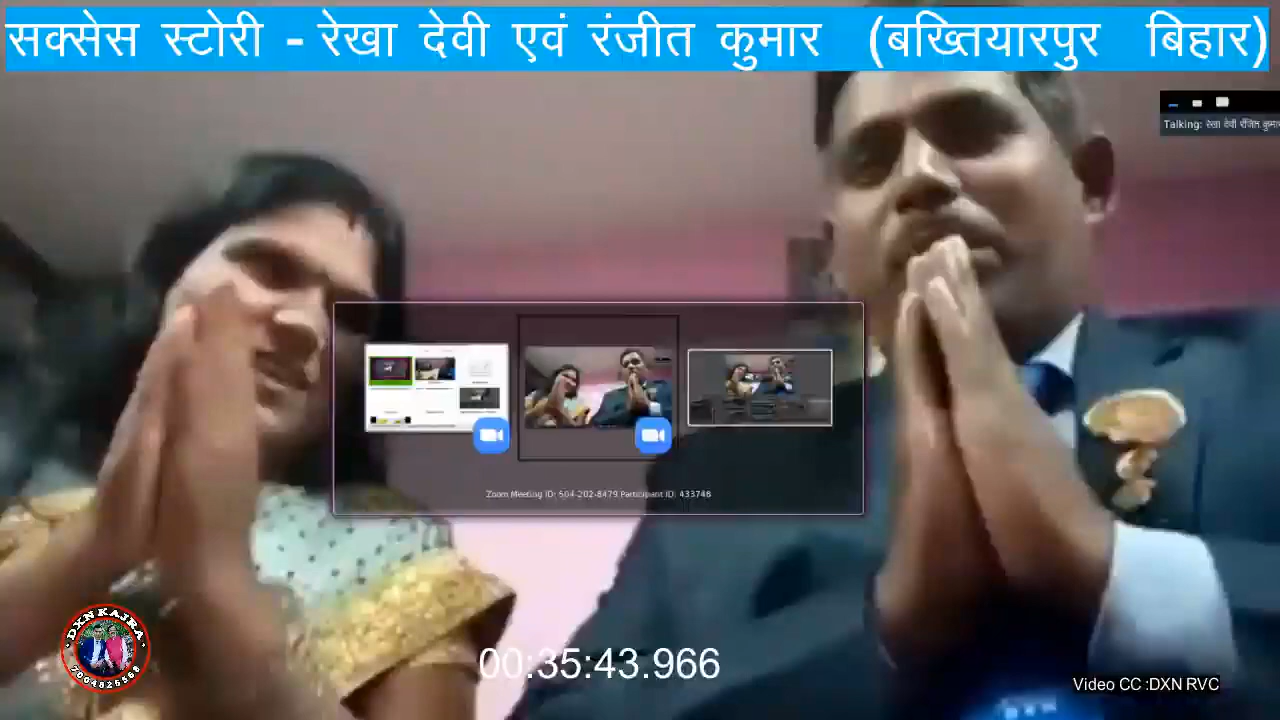 सक्सेस स्टोरी - रेखा देवी एवं रंजीत कुमार (बख्तियारपुर बिहार)
Talking: रेखा देवी रंजित कुमार
Zoom Meeting ID: 504-202-8479 Participant ID: 433748
DXN KAJRA
7004826568
00:35:43.966
Video CC :DXN RVC